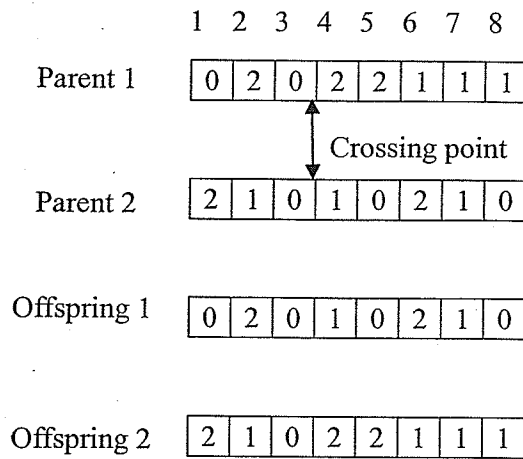 1 2 3 4 5 6 7 8
Parent 1 0 2 0 2 2 1 1 1
Crossing point
Parent 2 2 1 0 1 0 2 1 0
Offspring 1 0 2 0 1 0 2 1 0
Offspring 2 2 1 0 2 2 1 1 1